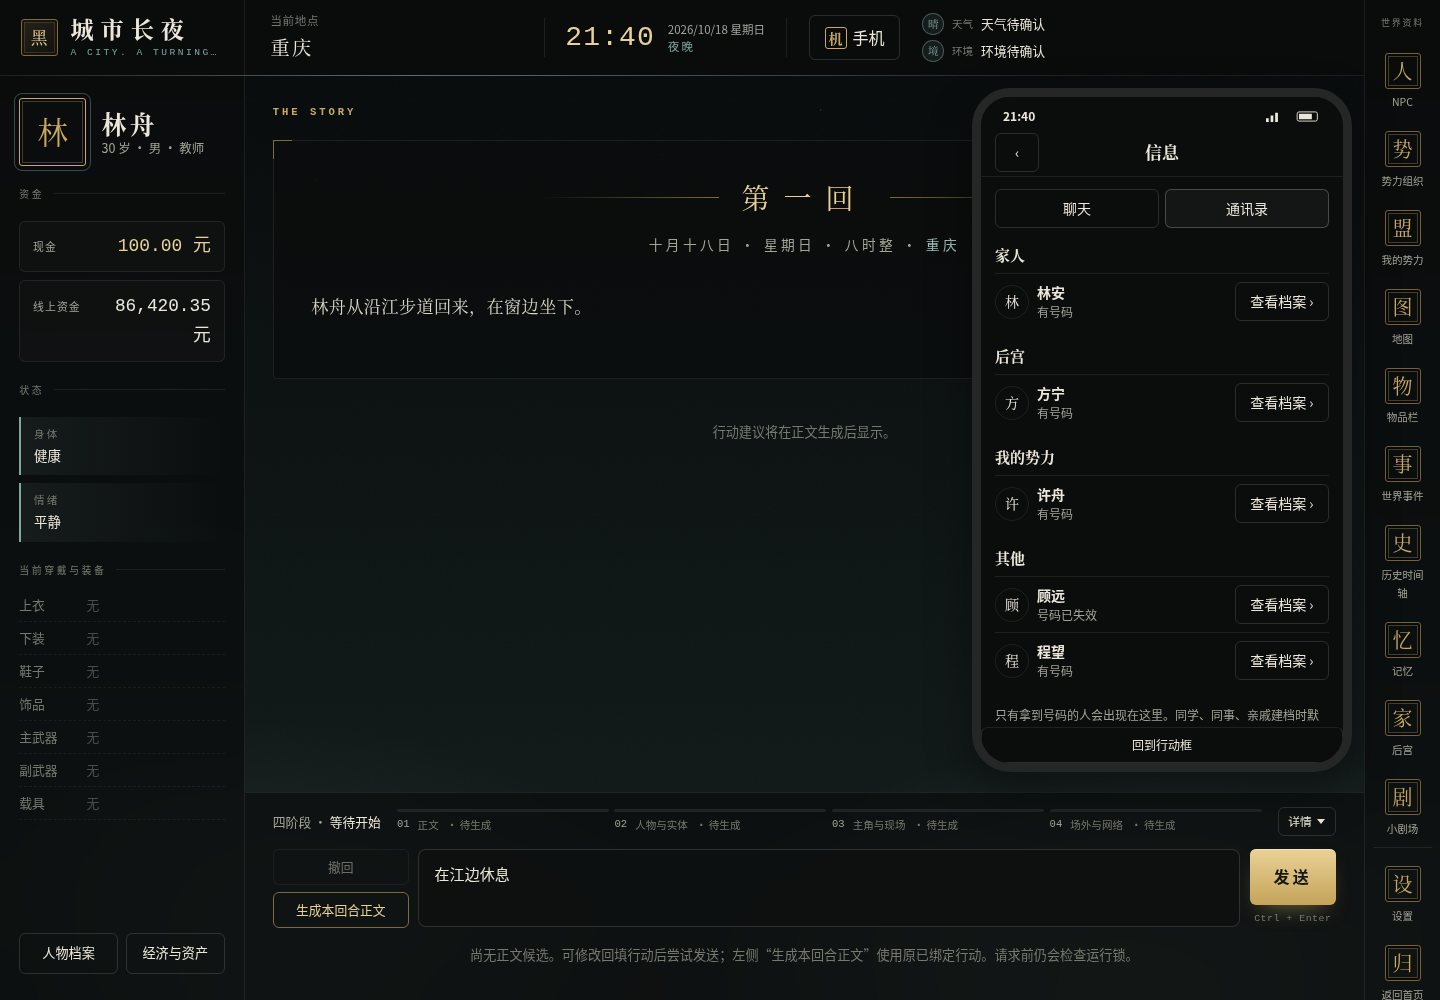 黑
城市长夜
A CITY. A TURNING…
当前地点
重庆
21:40
2026/10/18 星期日
夜晚
机 手机
晴 天气 天气待确认
境 环境 环境待确认
林
林舟
30 岁 · 男 · 教师
资金
现金 100.00 元
线上资金 86,420.35
元
状态
身体
健康
情绪
平静
当前穿戴与装备
上衣 无
下装 无
鞋子 无
饰品 无
主武器 无
副武器 无
载具 无
人物档案 经济与资产
THE STORY
第一回
十月十八日 · 星期日 · 八时整 · 重庆
林舟从沿江步道回来，在窗边坐下。
行动建议将在正文生成后显示。
21:40
‹ 信息
聊天 通讯录
家人
林 林安
有号码
查看档案 ›
后宫
方 方宁
有号码
查看档案 ›
我的势力
许 许舟
有号码
查看档案 ›
其他
顾 顾远
号码已失效
查看档案 ›
程 程望
有号码
查看档案 ›
只有拿到号码的人会出现在这里。同学、同事、亲戚建档时默
回到行动框
四阶段 · 等待开始
01 正文 · 待生成
02 人物与实体 · 待生成
03 主角与现场 · 待生成
04 场外与网络 · 待生成
详情
撤回
生成本回合正文
在江边休息
发送
Ctrl + Enter
尚无正文候选。可修改回填行动后尝试发送；左侧“生成本回合正文”使用原已绑定行动。请求前仍会检查运行锁。
世界资料
人
NPC
势
势力组织
盟
我的势力
图
地图
物
物品栏
事
世界事件
史
历史时间
轴
忆
记忆
家
后宫
剧
小剧场
设
设置
归
返回首页